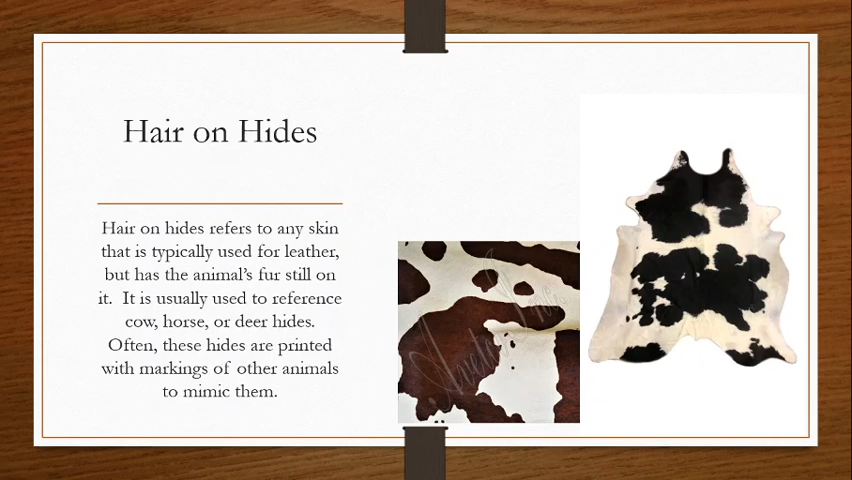 Hair on Hides
Hair on hides refers to any skin
that is typically used for leather,
but has the animal’s fur still on
it.  It is usually used to reference
cow, horse, or deer hides.
Often, these hides are printed
with markings of other animals
to mimic them.